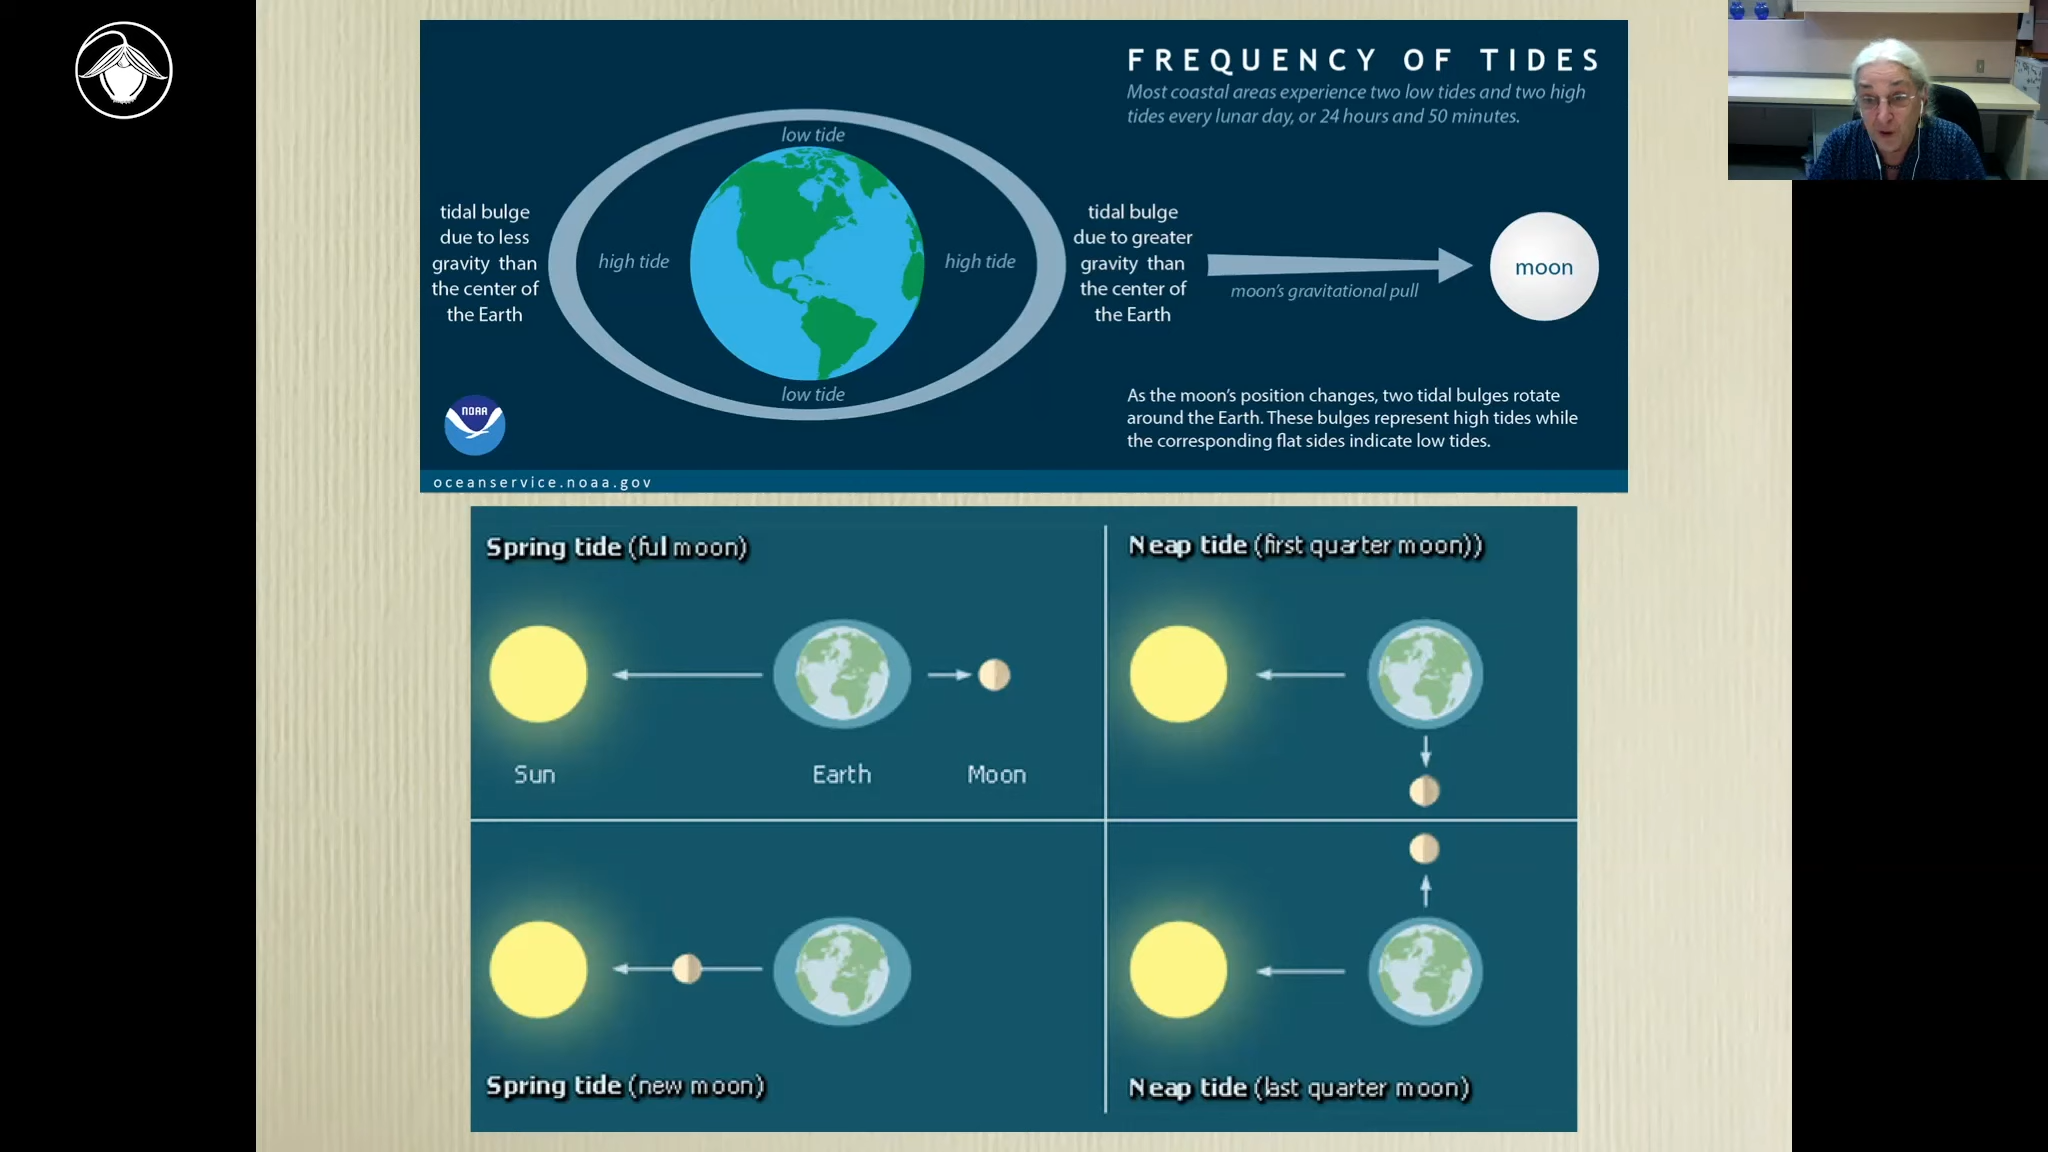 FREQUENCY OF TIDES
Most coastal areas experience two low tides and two high
tides every lunar day, or 24 hours and 50 minutes.
low tide
tidal bulge
due to less
gravity than
the center of
the Earth
high tide
high tide
tidal bulge
due to greater
gravity than
the center of
the Earth
moon's gravitational pull
moon
low tide
As the moon's position changes, two tidal bulges rotate
around the Earth. These bulges represent high tides while
the corresponding flat sides indicate low tides.
NOAA
oceanservice.noaa.gov
Spring tide (ful moon)
Sun
Earth
Moon
Neap tide (first quarter moon))
Spring tide (new moon)
Neap tide (last quarter moon)